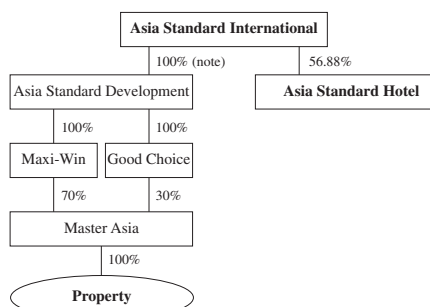 Asia Standard International
100% (note)
56.88%
Asia Standard Development
Asia Standard Hotel
100%
100%
Maxi-Win
Good Choice
70%
30%
Master Asia
100%
Property